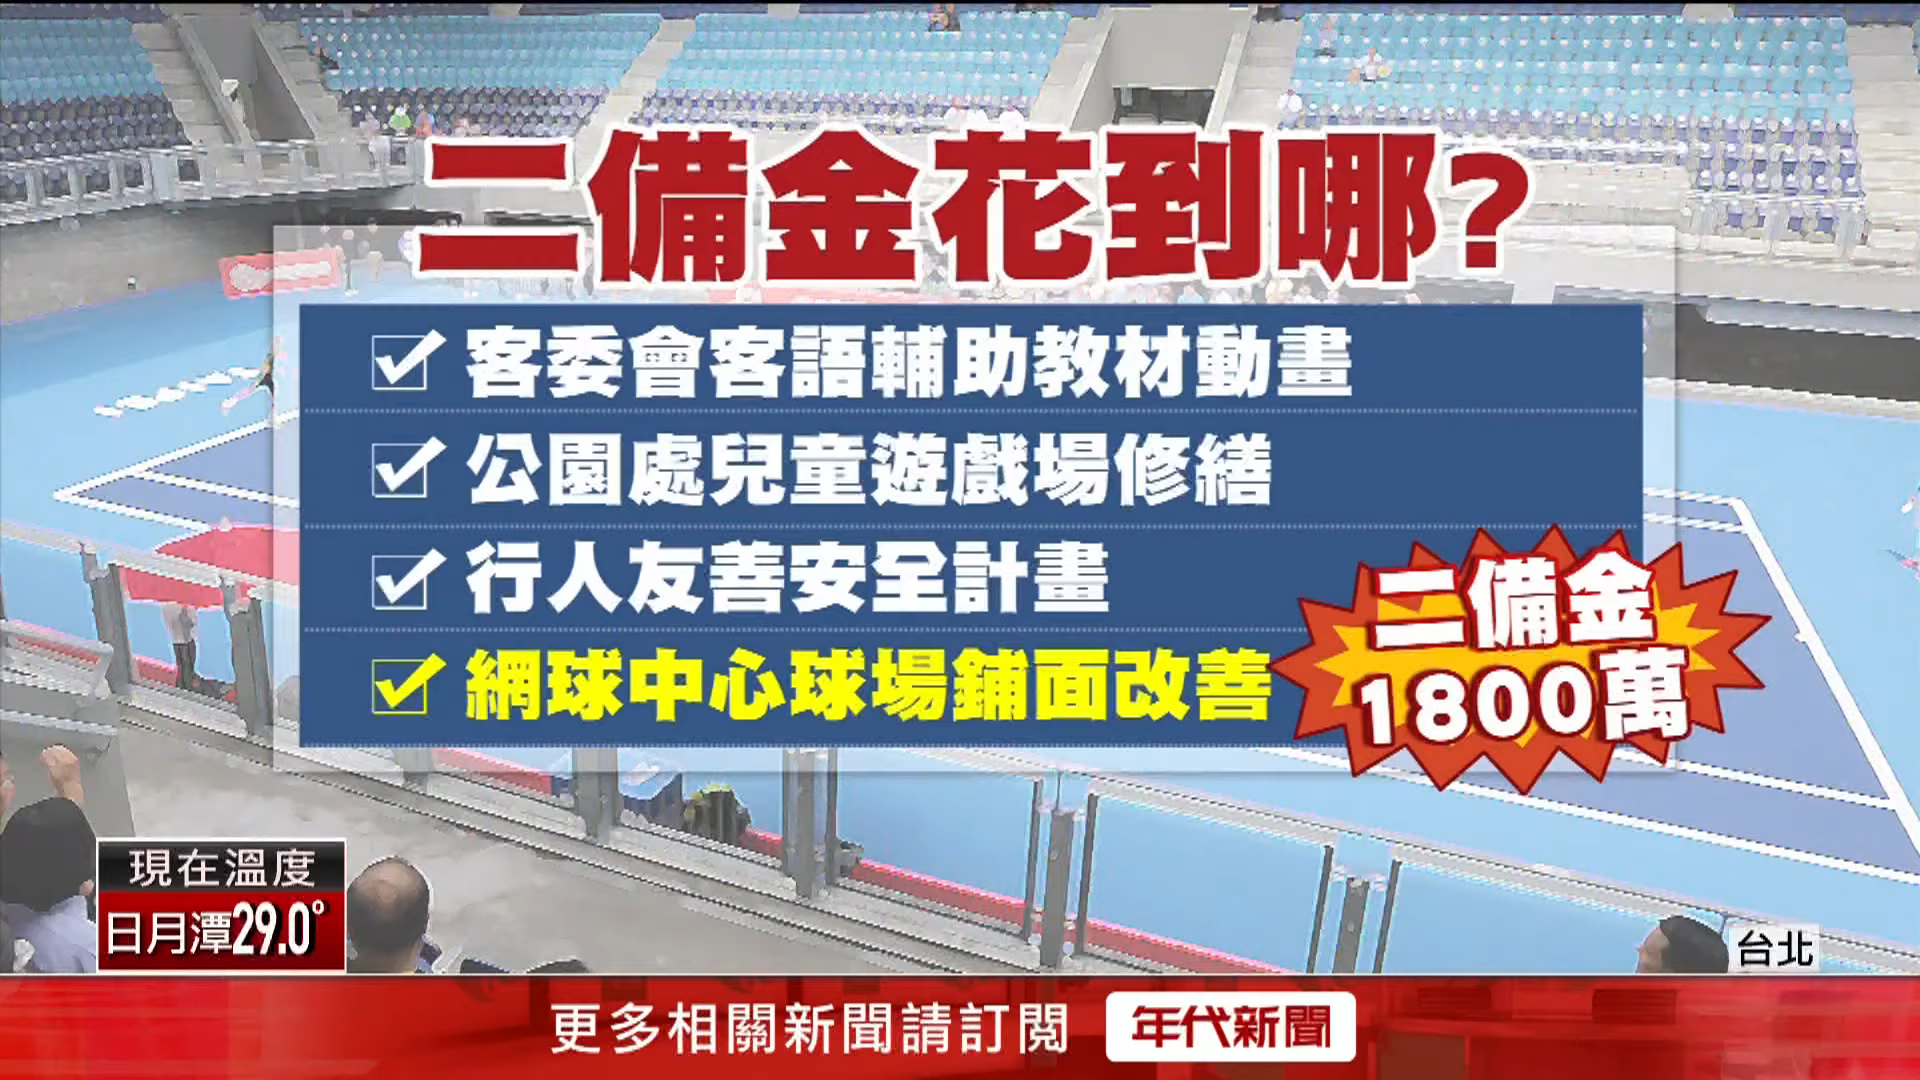 二備金花到哪?
客委會客語輔助教材動畫
公園處兒童遊戲場修繕
行人友善安全計畫
網球中心球場鋪面改善
二備金
1800萬
現在溫度
日月潭29.0°
台北
更多相關新聞請訂閱 年代新聞